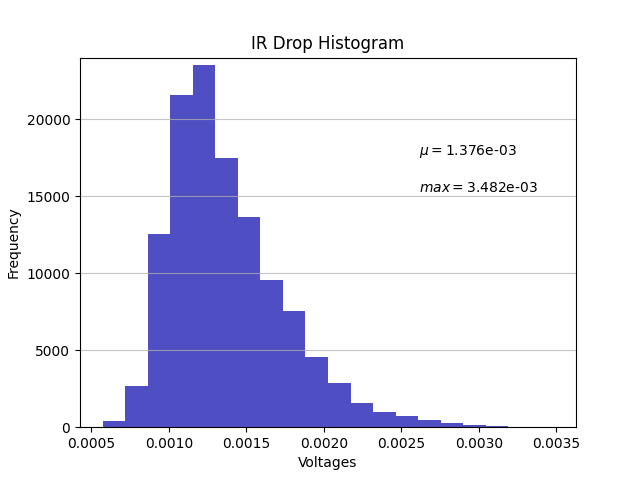 IR Drop Histogram
20000
15000
10000
5000
0
Frequency
μ = 1.376e-03
max = 3.482e-03
0.0005 0.0010 0.0015 0.0020 0.0025 0.0030 0.0035
Voltages